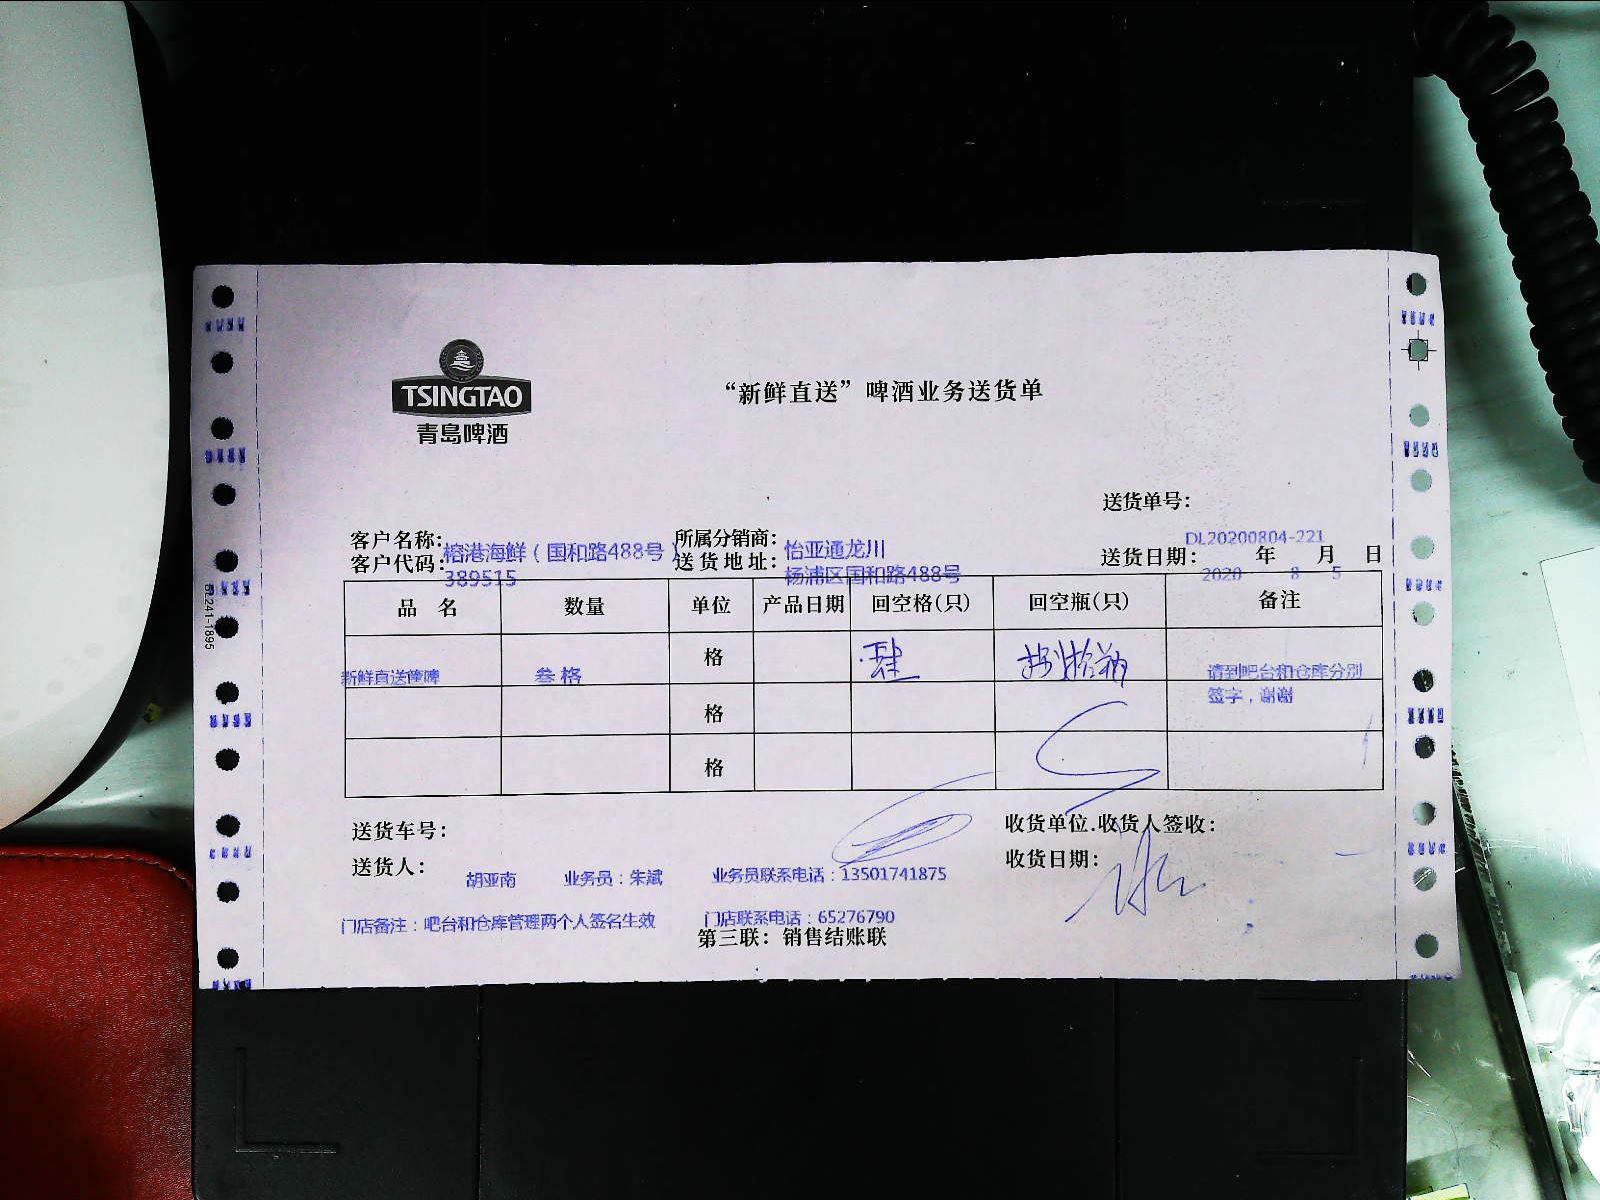 TSINGTAO
青岛啤酒
“新鲜直送”啤酒业务送货单
送货单号：
DL20200804-221
客户名称：榕港海鲜（国和路488号） 所属分销商：怡亚通龙川
客户代码：389515 送货地址：杨浦区国和路488号 送货日期：2020年8月5日
品 名 数量 单位 产品日期 回空格(只) 回空瓶(只) 备注
新鲜直送筐啤 叁格 格 肆 请到吧台和仓库分别
签字，谢谢
格
格
送货车号： 收货单位.收货人签收：
送货人：胡亚南 业务员：朱斌 业务员联系电话：13501741875 收货日期：
门店备注：吧台和仓库管理两个人签名生效 门店联系电话：65276790
第三联：销售结账联
SL241-1895